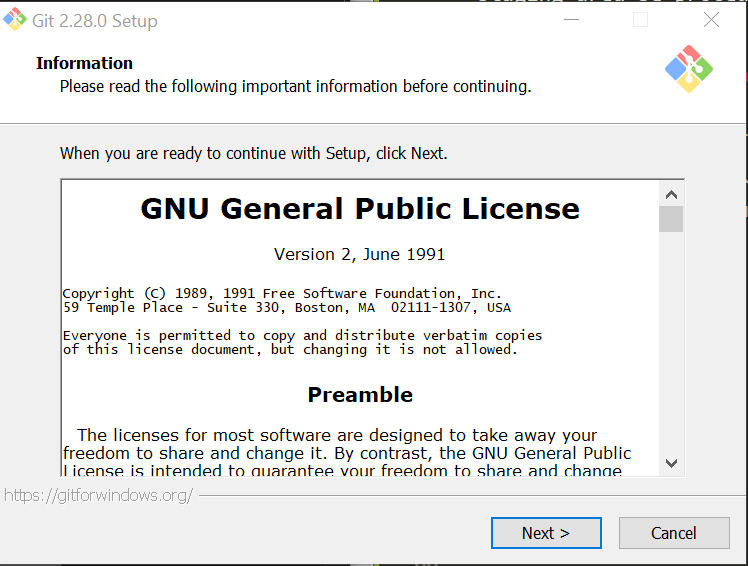 Git 2.28.0 Setup
Information
Please read the following important information before continuing.
When you are ready to continue with Setup, click Next.
GNU General Public License
Version 2, June 1991
Copyright (C) 1989, 1991 Free Software Foundation, Inc.
59 Temple Place - Suite 330, Boston, MA  02111-1307, USA
Everyone is permitted to copy and distribute verbatim copies
of this license document, but changing it is not allowed.
Preamble
The licenses for most software are designed to take away your
freedom to share and change it. By contrast, the GNU General Public
License is intended to guarantee your freedom to share and change
https://gitforwindows.org/
Next >
Cancel